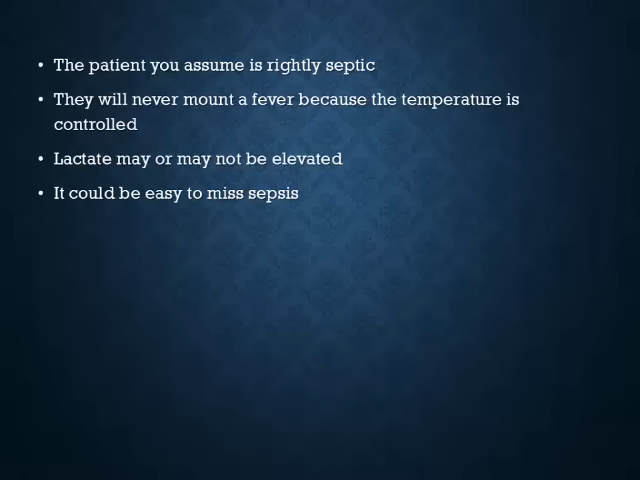 • The patient you assume is rightly septic
• They will never mount a fever because the temperature is
controlled
• Lactate may or may not be elevated
• It could be easy to miss sepsis